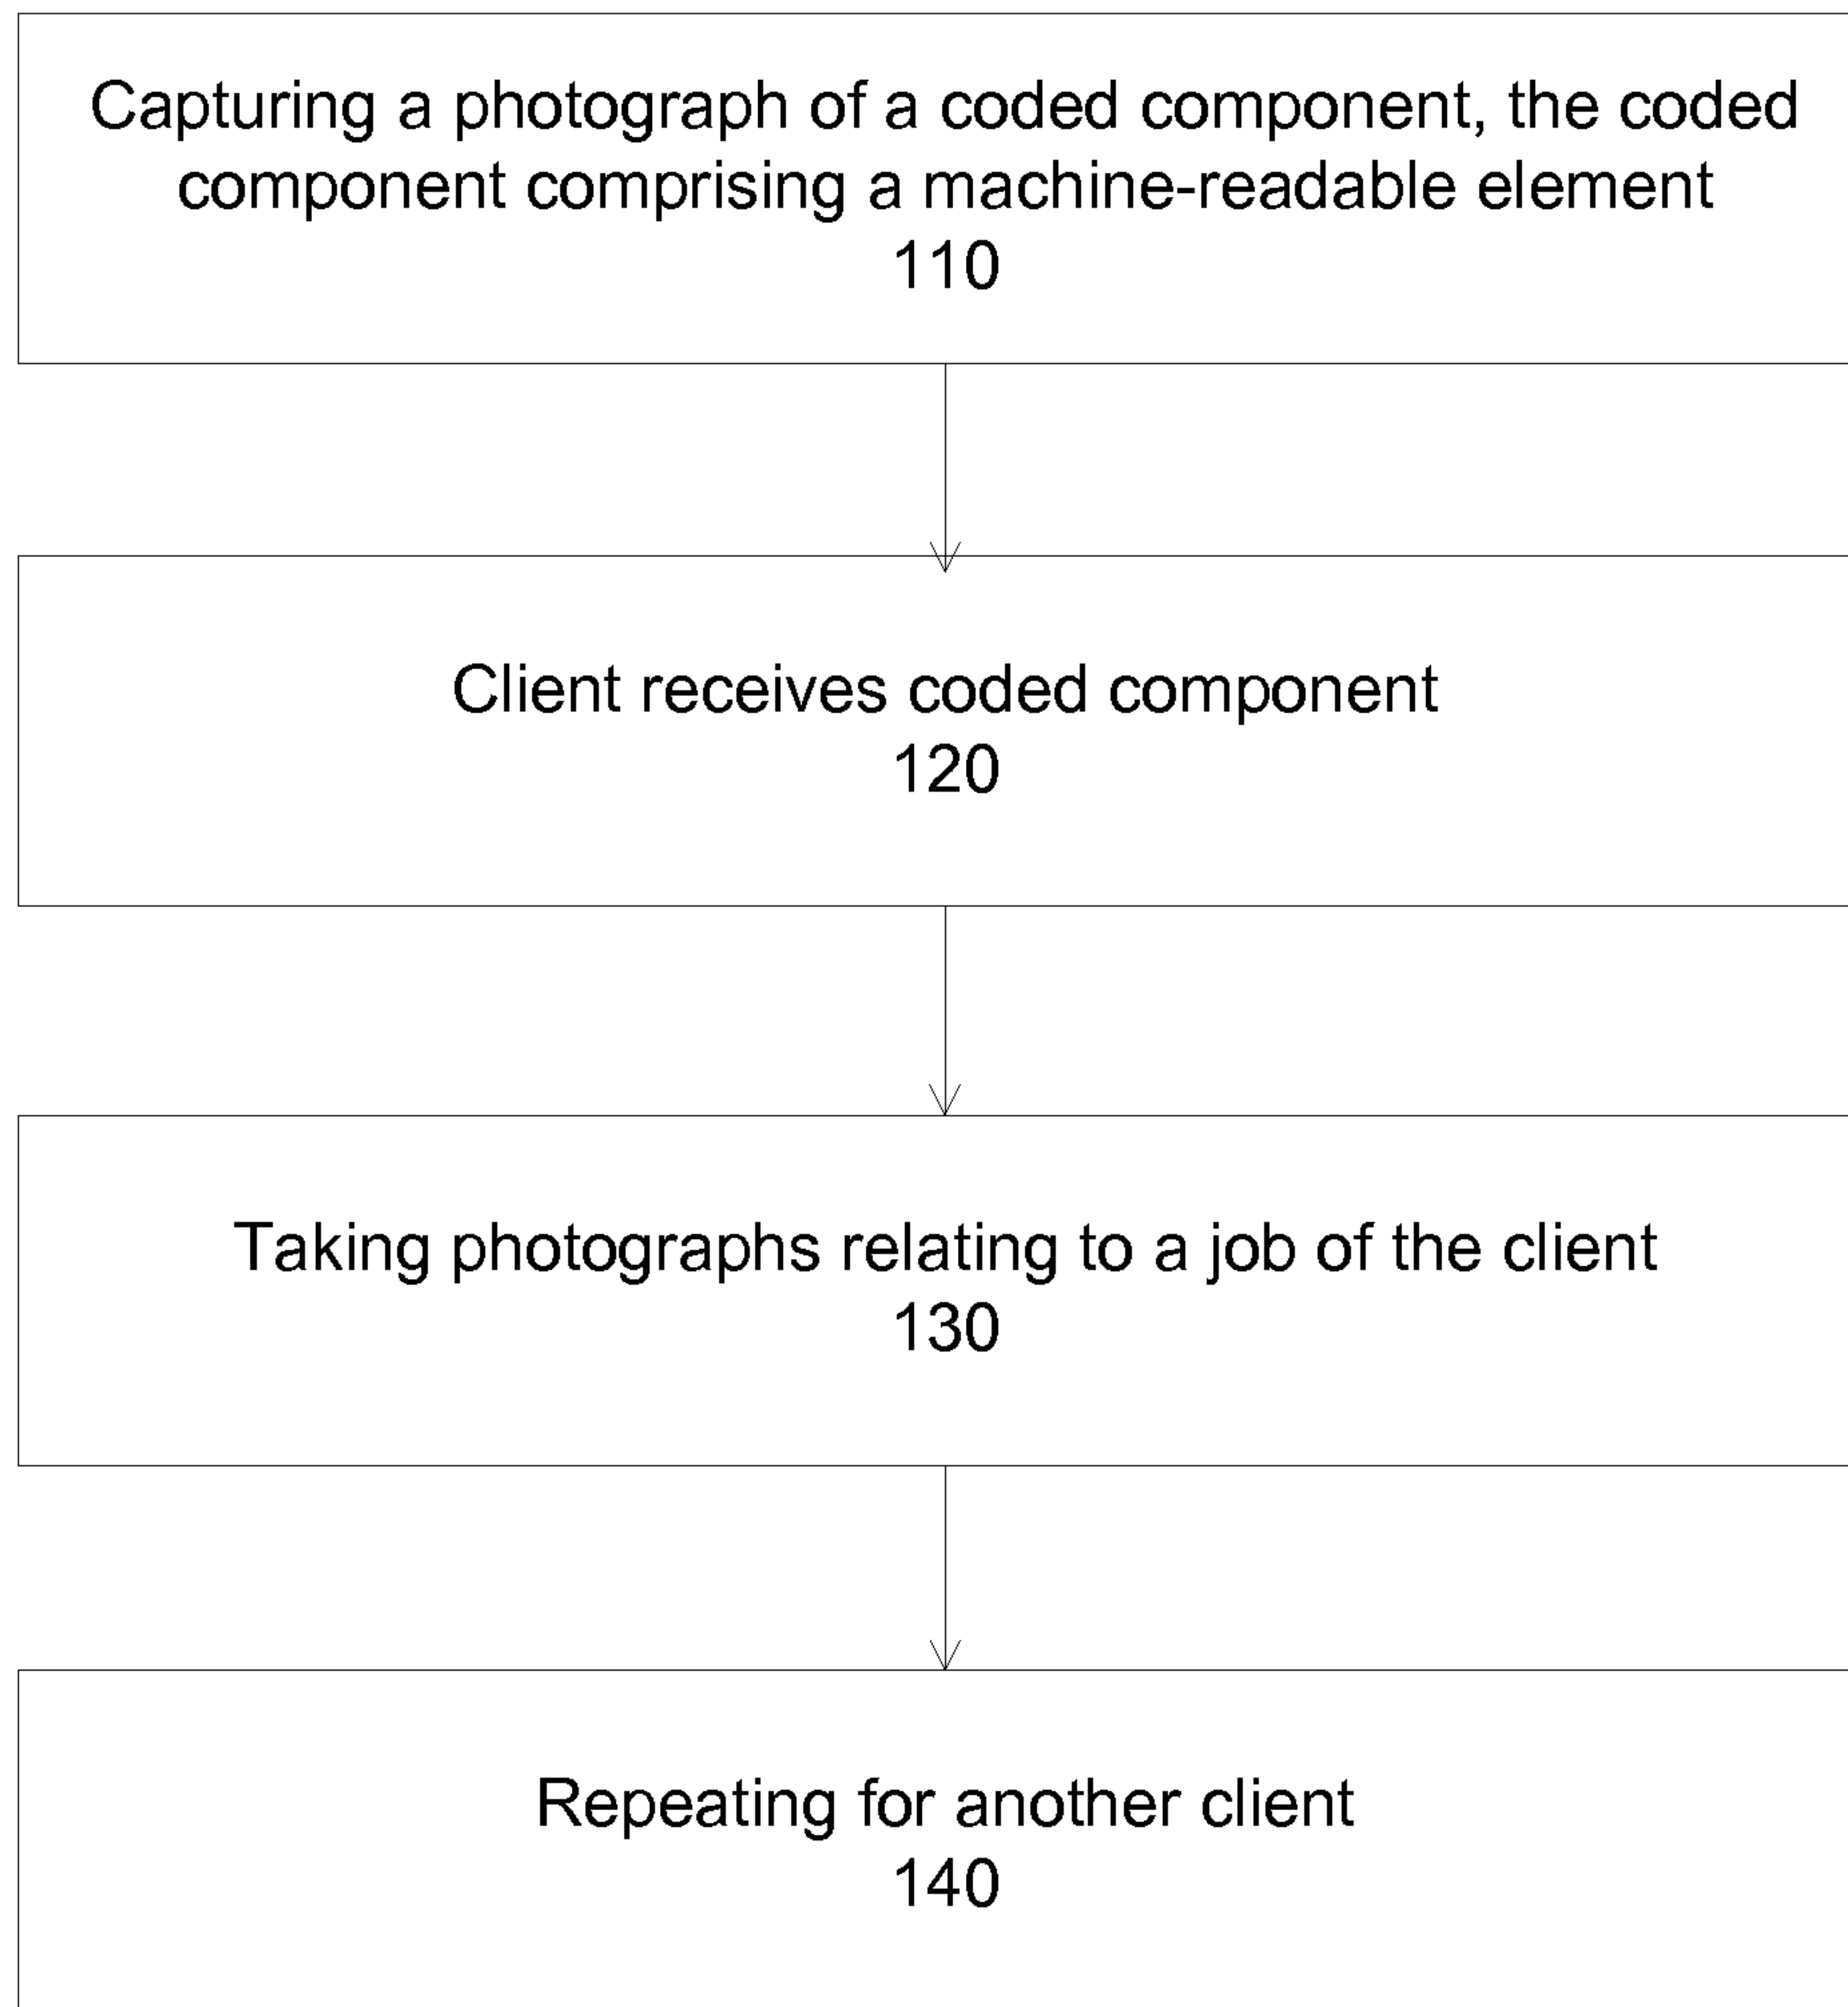 Capturing a photograph of a coded component, the coded
component comprising a machine-readable element
110
Client receives coded component
120
Taking photographs relating to a job of the client
130
Repeating for another client
140